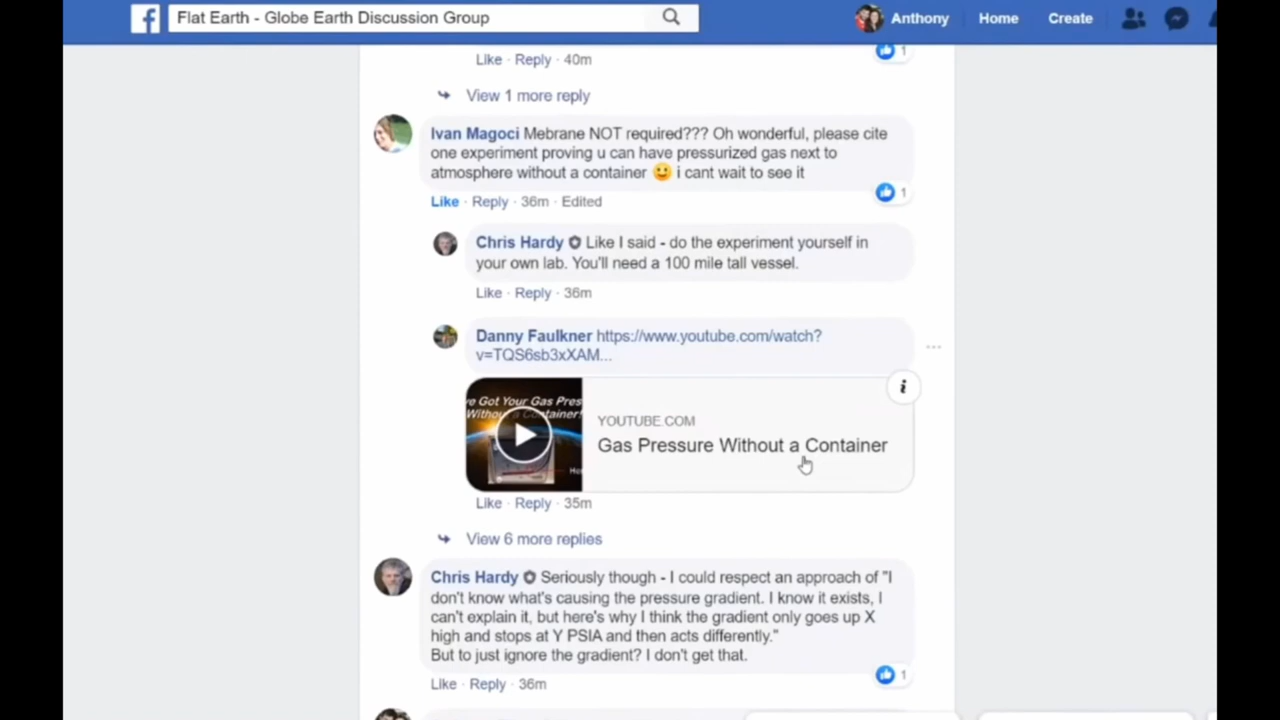 Flat Earth - Globe Earth Discussion Group
Anthony
Home
Create
Like · Reply · 40m
1
View 1 more reply
Ivan Magoci Mebrane NOT required??? Oh wonderful, please cite
one experiment proving u can have pressurized gas next to
atmosphere without a container 🙂 i cant wait to see it
1
Like · Reply · 36m · Edited
Chris Hardy Like I said - do the experiment yourself in
your own lab. You'll need a 100 mile tall vessel.
Like · Reply · 36m
Danny Faulkner https://www.youtube.com/watch?
v=TQS6sb3xXAM...
ve Got Your Gas Pres
Without a Container!
YOUTUBE.COM
Gas Pressure Without a Container
Like · Reply · 35m
View 6 more replies
Chris Hardy Seriously though - I could respect an approach of "I
don't know what's causing the pressure gradient. I know it exists, I
can't explain it, but here's why I think the gradient only goes up X
high and stops at Y PSIA and then acts differently."
But to just ignore the gradient? I don't get that.
1
Like · Reply · 36m